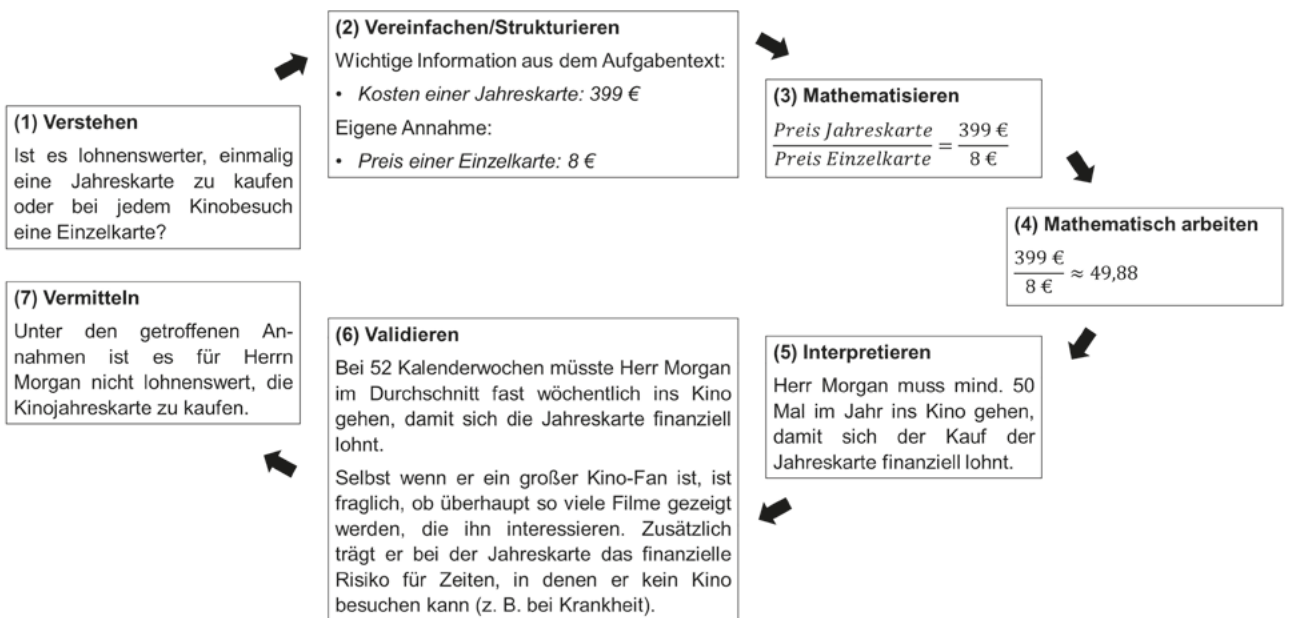 (1) Verstehen
Ist es lohnenswerter, einmalig
eine Jahreskarte zu kaufen
oder bei jedem Kinobesuch
eine Einzelkarte?
(2) Vereinfachen/Strukturieren
Wichtige Information aus dem Aufgabentext:
• Kosten einer Jahreskarte: 399 €
Eigene Annahme:
• Preis einer Einzelkarte: 8 €
(3) Mathematisieren
Preis Jahreskarte / Preis Einzelkarte = 399 € / 8 €
(4) Mathematisch arbeiten
399 € / 8 € ≈ 49,88
(5) Interpretieren
Herr Morgan muss mind. 50
Mal im Jahr ins Kino gehen,
damit sich der Kauf der
Jahreskarte finanziell lohnt.
(6) Validieren
Bei 52 Kalenderwochen müsste Herr Morgan
im Durchschnitt fast wöchentlich ins Kino
gehen, damit sich die Jahreskarte finanziell
lohnt.
Selbst wenn er ein großer Kino-Fan ist, ist
fraglich, ob überhaupt so viele Filme gezeigt
werden, die ihn interessieren. Zusätzlich
trägt er bei der Jahreskarte das finanzielle
Risiko für Zeiten, in denen er kein Kino
besuchen kann (z. B. bei Krankheit).
(7) Vermitteln
Unter den getroffenen An-
nahmen ist es für Herrn
Morgan nicht lohnenswert, die
Kinojahreskarte zu kaufen.